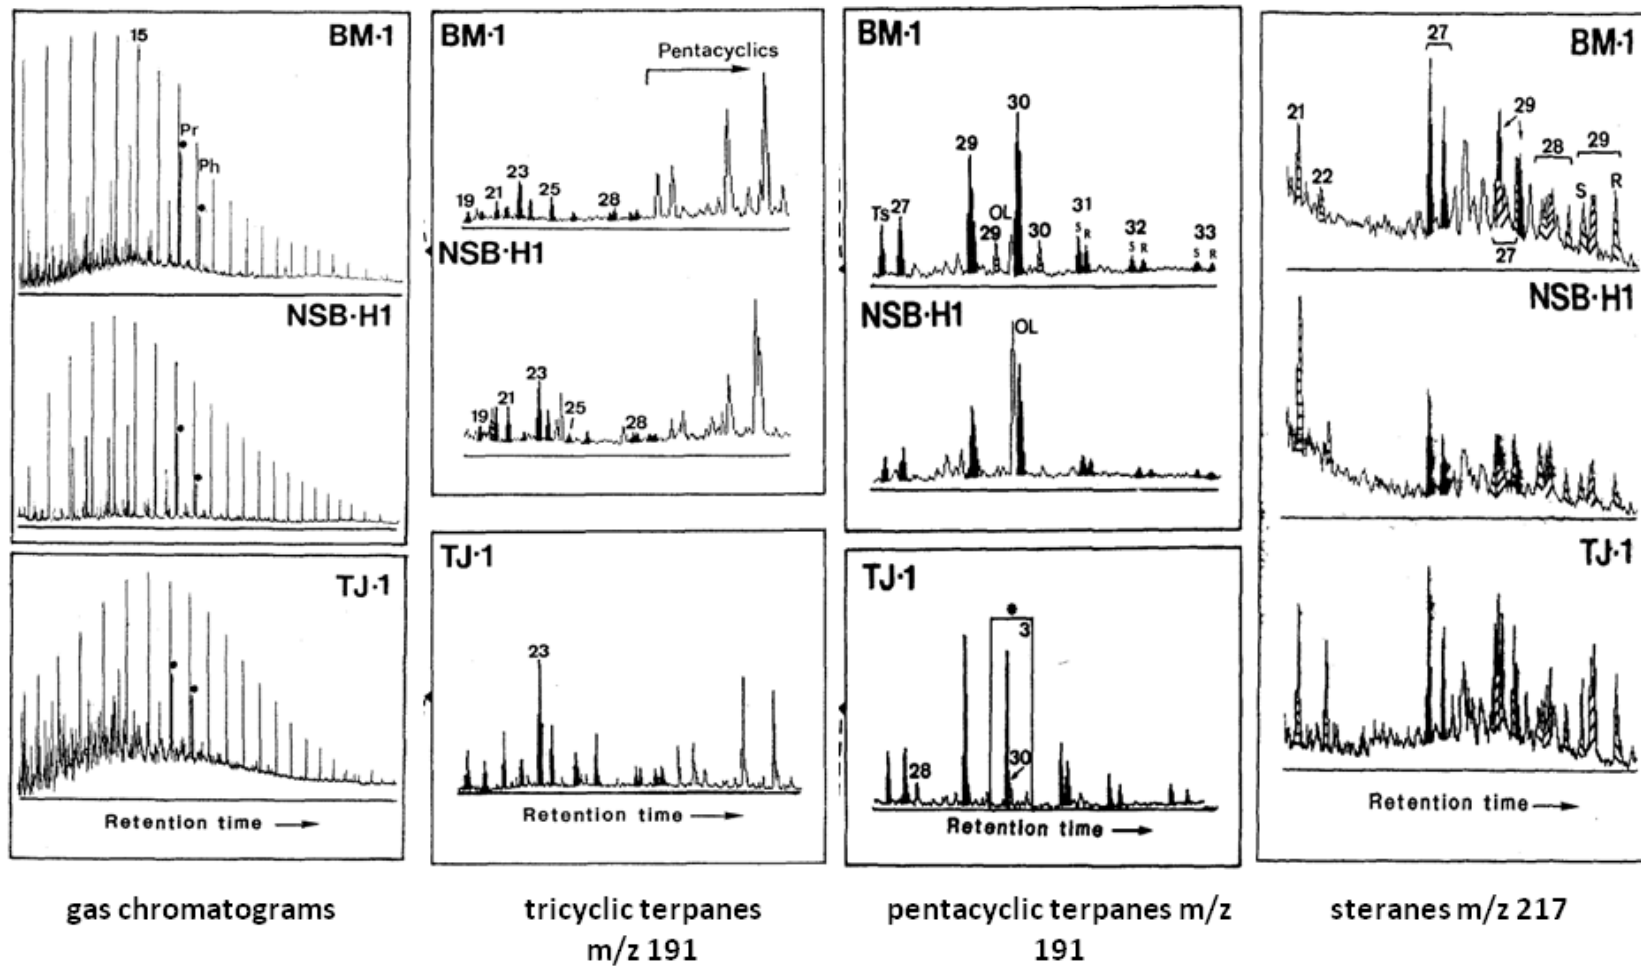 BM·1
15
Pr
Ph
NSB·H1
TJ·1
Retention time
BM·1
Pentacyclics
19
21
23
25
28
NSB·H1
19
21
23
25
28
TJ·1
23
Retention time
BM·1
Ts
27
29
OL
29
30
30
31
S R
32
S R
33
S R
NSB·H1
OL
TJ·1
28
3
30
Retention time
BM·1
21
22
27
29
27
28
29
S
R
NSB·H1
TJ·1
Retention time
gas chromatograms
tricyclic terpanes
m/z 191
pentacyclic terpanes m/z
191
steranes m/z 217